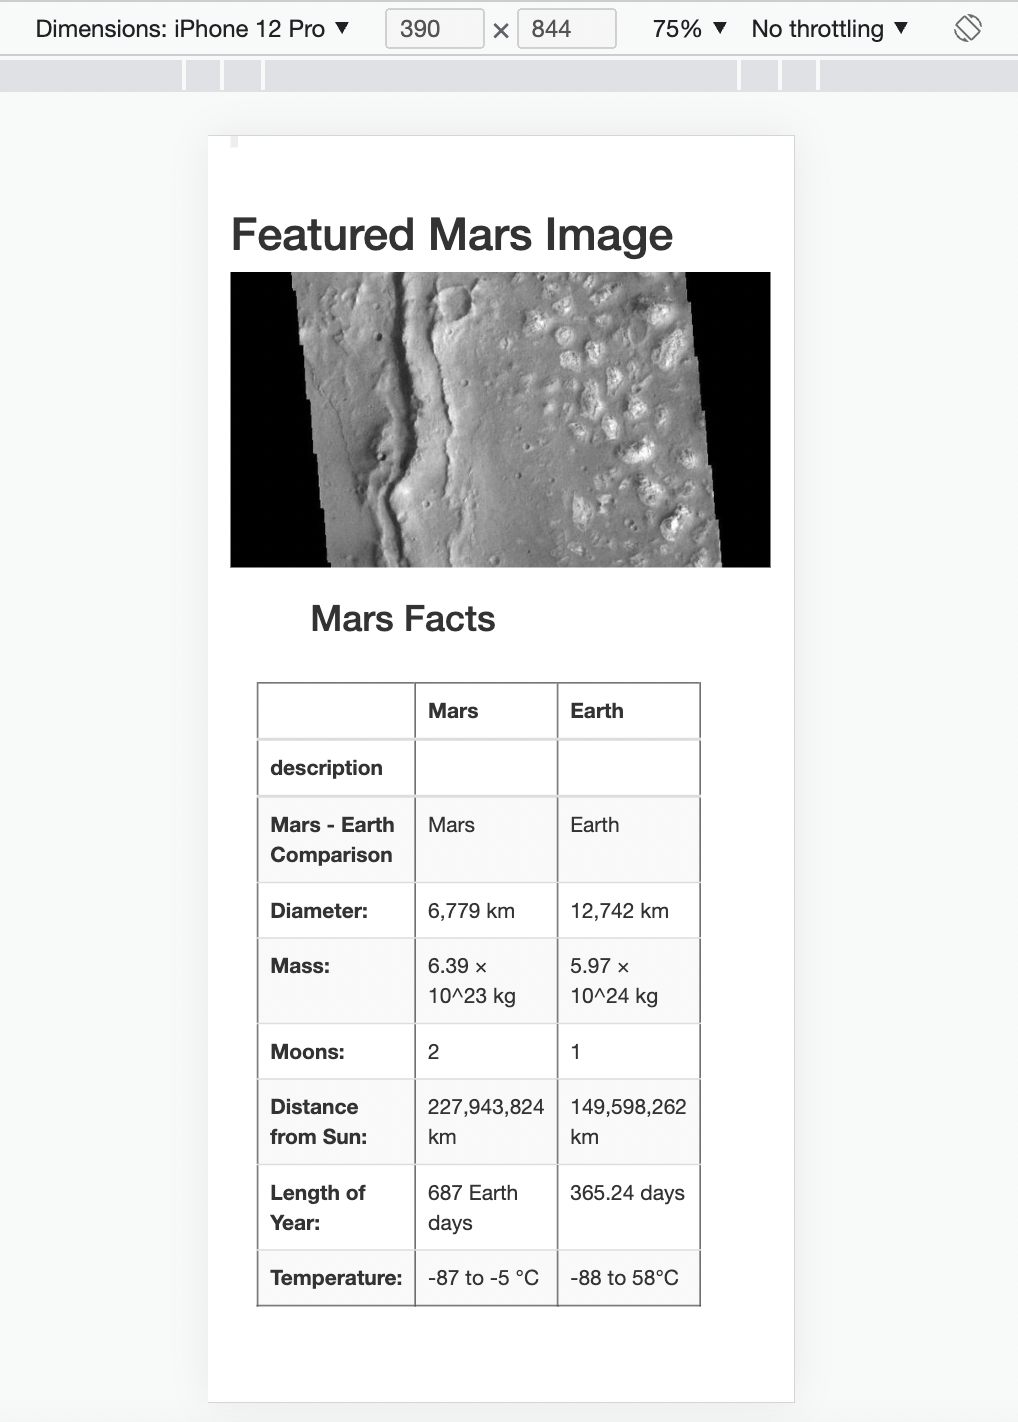 Dimensions: iPhone 12 Pro ▼ 390 × 844 75% ▼ No throttling ▼
Featured Mars Image
Mars Facts
Mars Earth
description
Mars - Earth Mars Earth
Comparison
Diameter: 6,779 km 12,742 km
Mass: 6.39 × 5.97 ×
10^23 kg 10^24 kg
Moons: 2 1
Distance 227,943,824 149,598,262
from Sun: km km
Length of 687 Earth 365.24 days
Year: days
Temperature: -87 to -5 °C -88 to 58°C